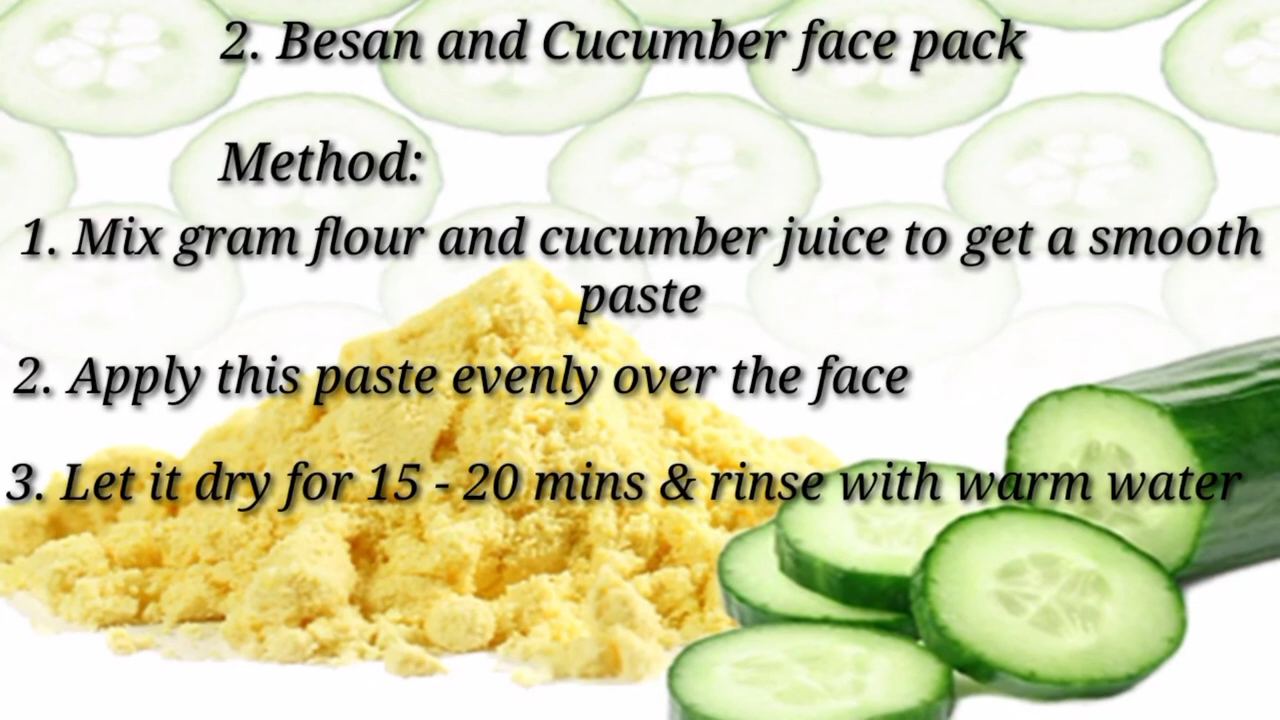 2. Besan and Cucumber face pack
Method:
1. Mix gram flour and cucumber juice to get a smooth
paste
2. Apply this paste evenly over the face
3. Let it dry for 15 - 20 mins & rinse with warm water